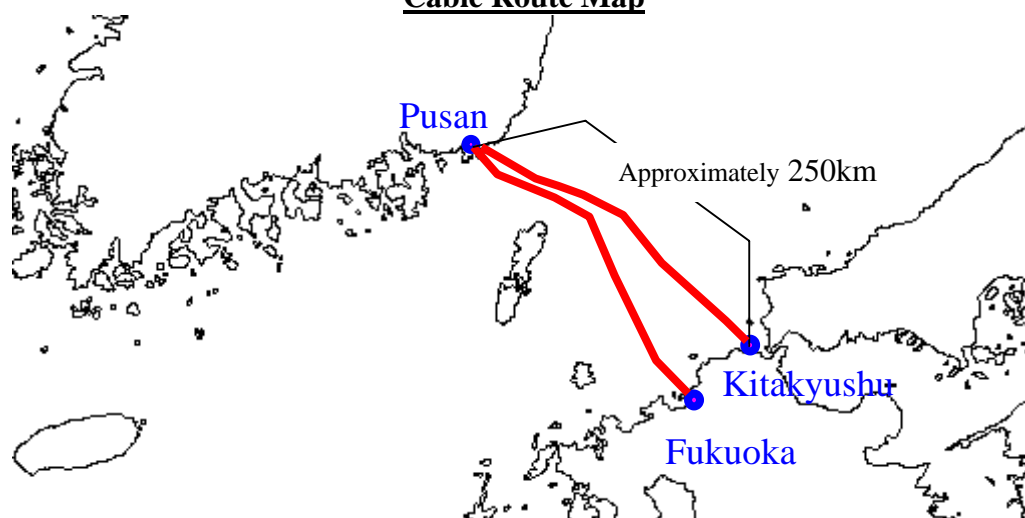 Cable Route Map
Pusan
Approximately 250km
Kitakyushu
Fukuoka